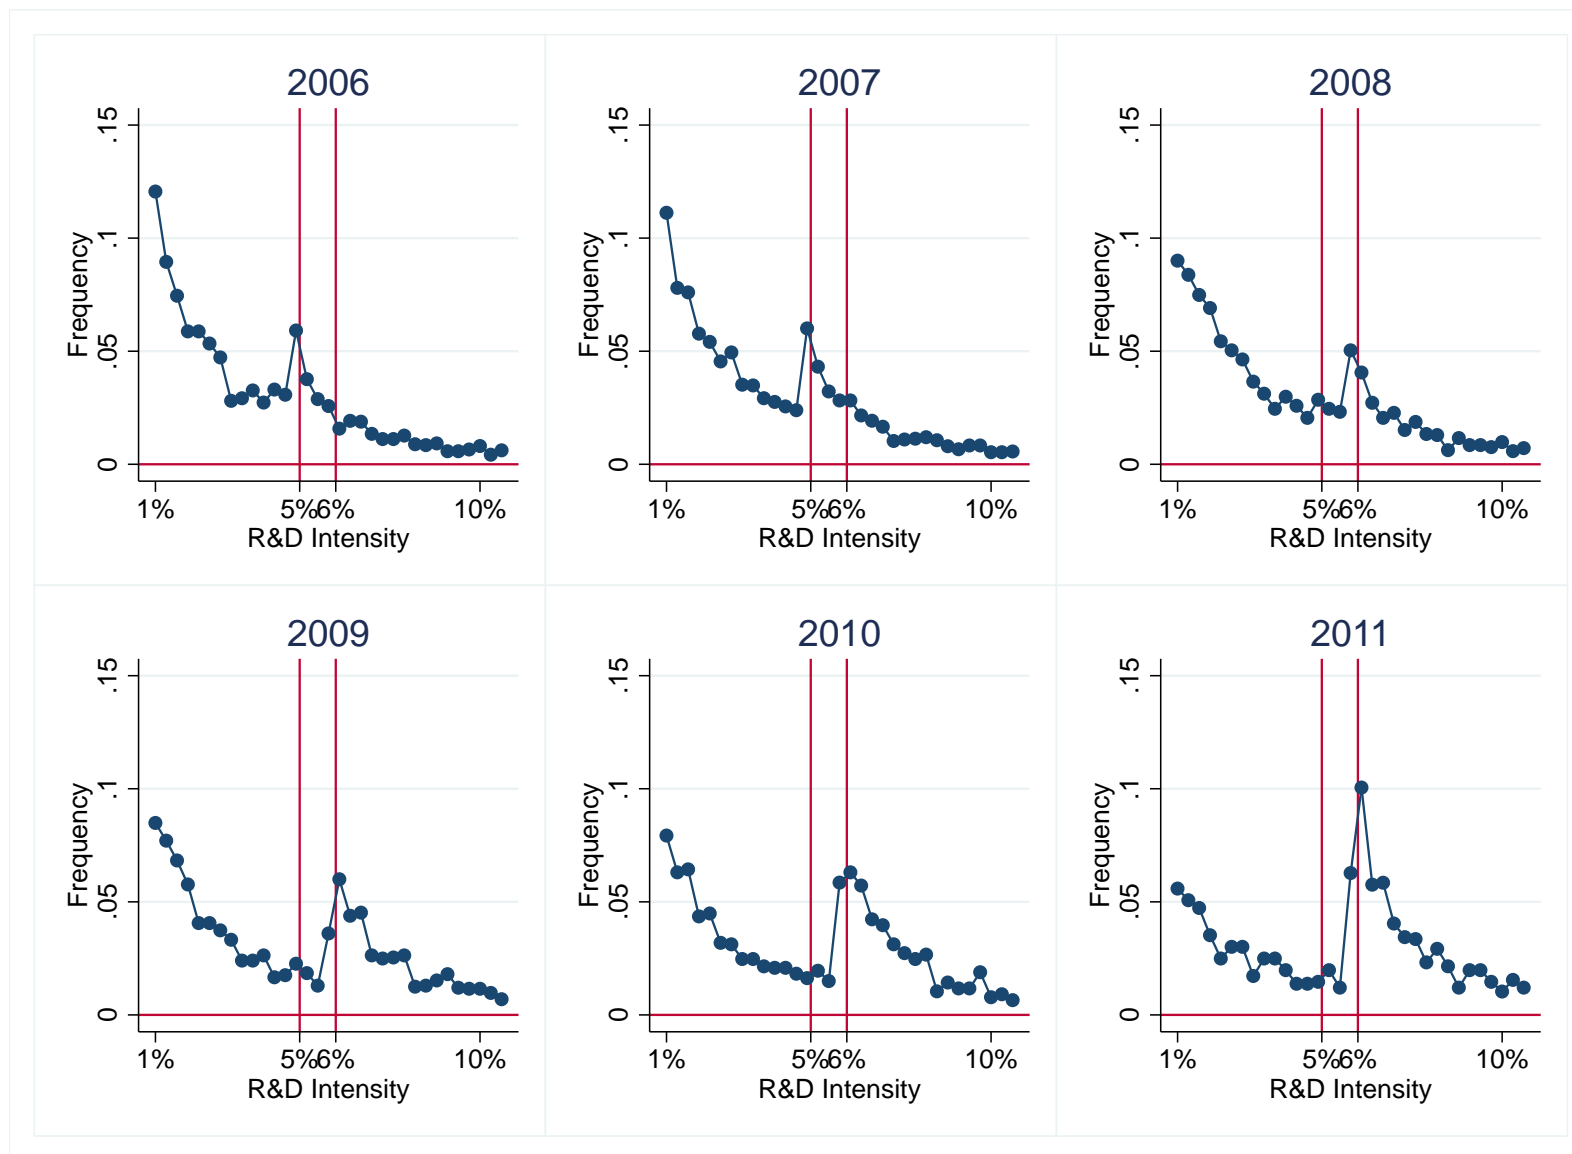 2006
.15
.1
.05
0
Frequency
1% 5% 6% 10%
R&D Intensity
2007
.15
.1
.05
0
Frequency
1% 5% 6% 10%
R&D Intensity
2008
.15
.1
.05
0
Frequency
1% 5% 6% 10%
R&D Intensity
2009
.15
.1
.05
0
Frequency
1% 5% 6% 10%
R&D Intensity
2010
.15
.1
.05
0
Frequency
1% 5% 6% 10%
R&D Intensity
2011
.15
.1
.05
0
Frequency
1% 5% 6% 10%
R&D Intensity